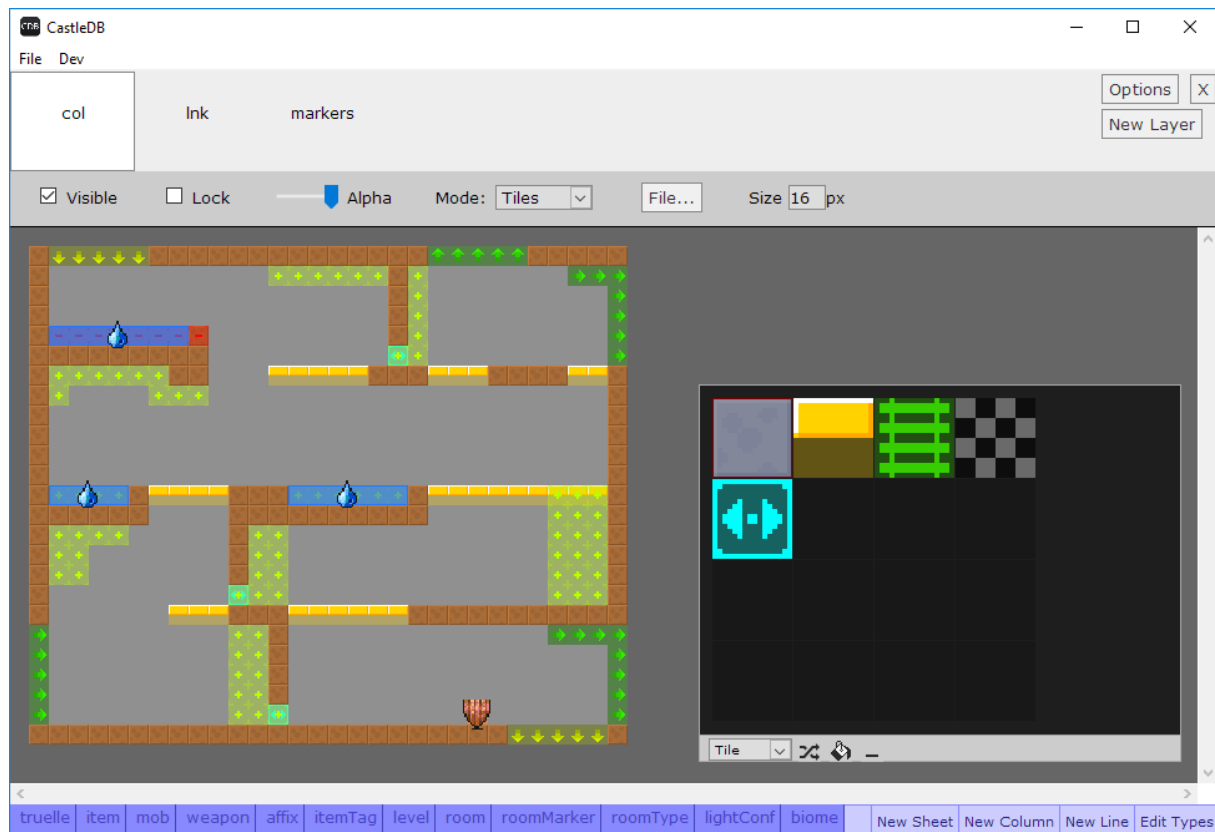 CDB CastleDB
File Dev
col lnk markers
Options X
New Layer
Visible Lock Alpha Mode: Tiles File... Size 16 px
Tile
truelle item mob weapon affix itemTag level room roomMarker roomType lightConf biome New Sheet New Column New Line Edit Types